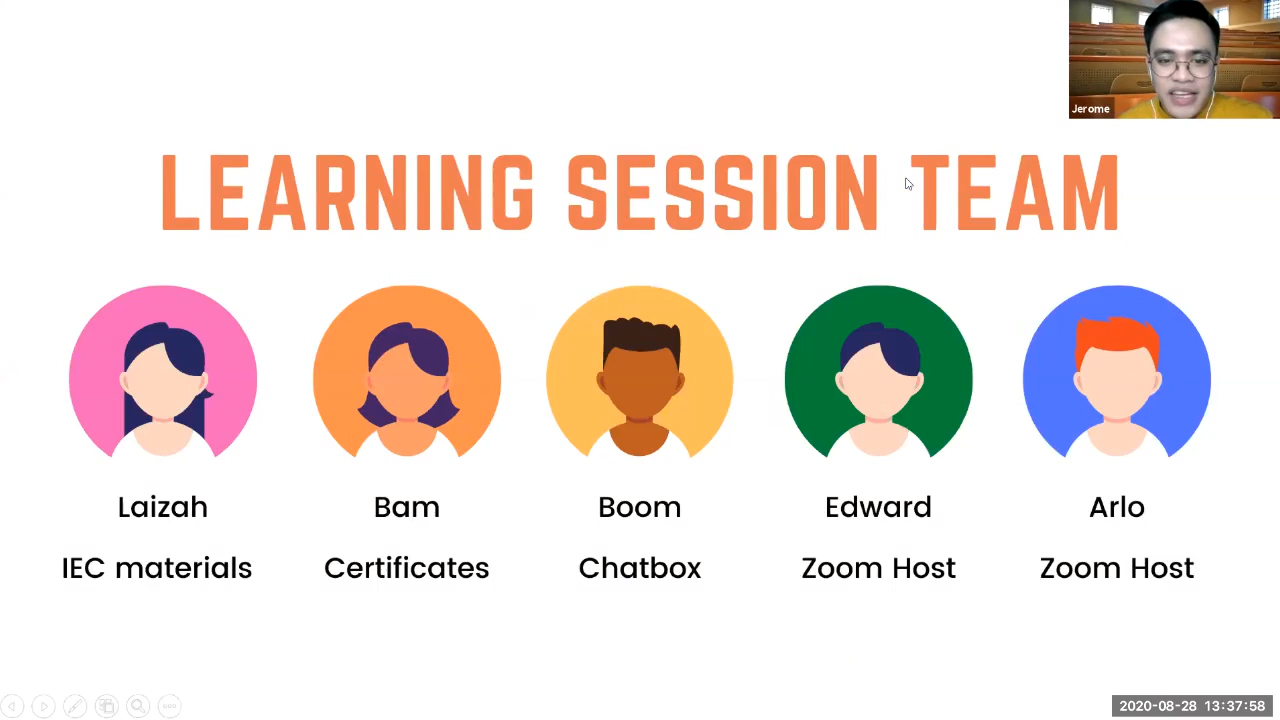 Jerome
LEARNING SESSION TEAM
Laizah
Bam
Boom
Edward
Arlo
IEC materials
Certificates
Chatbox
Zoom Host
Zoom Host
2020-08-28 13:37:58